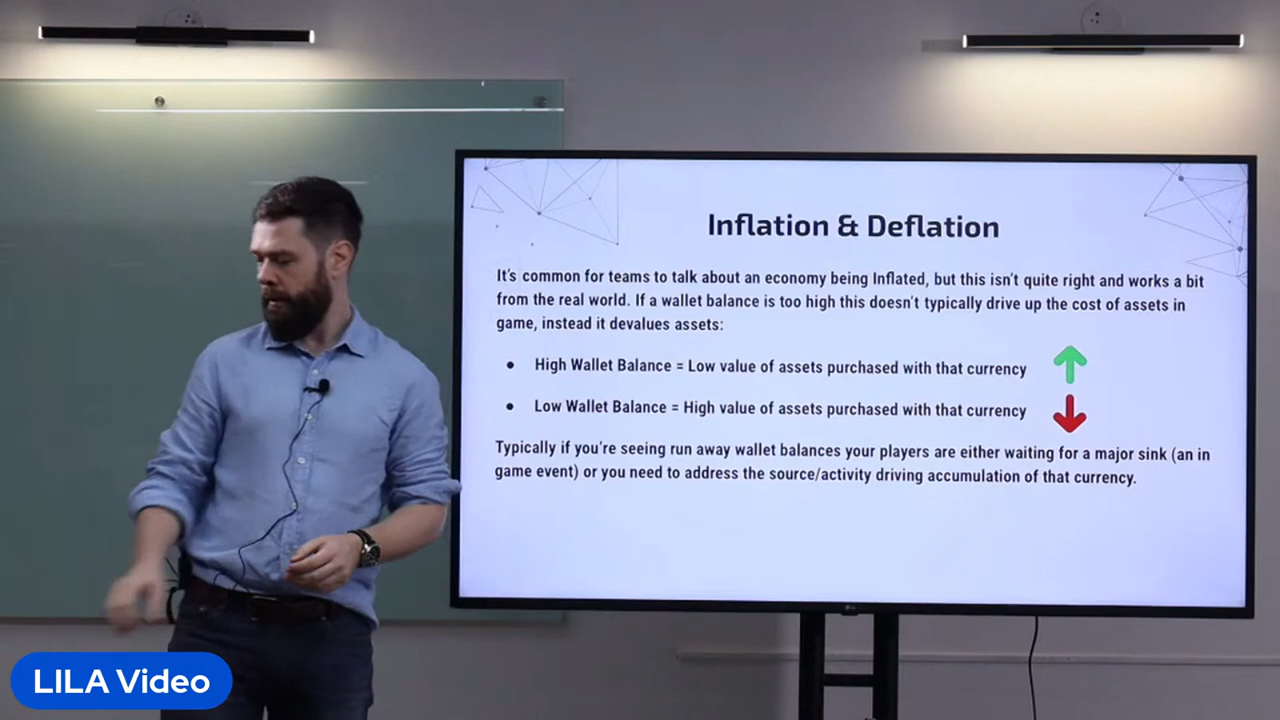 Inflation & Deflation
It's common for teams to talk about an economy being Inflated, but this isn't quite right and works a bit
from the real world. If a wallet balance is too high this doesn't typically drive up the cost of assets in
game, instead it devalues assets:
• High Wallet Balance = Low value of assets purchased with that currency
• Low Wallet Balance = High value of assets purchased with that currency
Typically if you're seeing run away wallet balances your players are either waiting for a major sink (an in
game event) or you need to address the source/activity driving accumulation of that currency.
LG
LILA Video